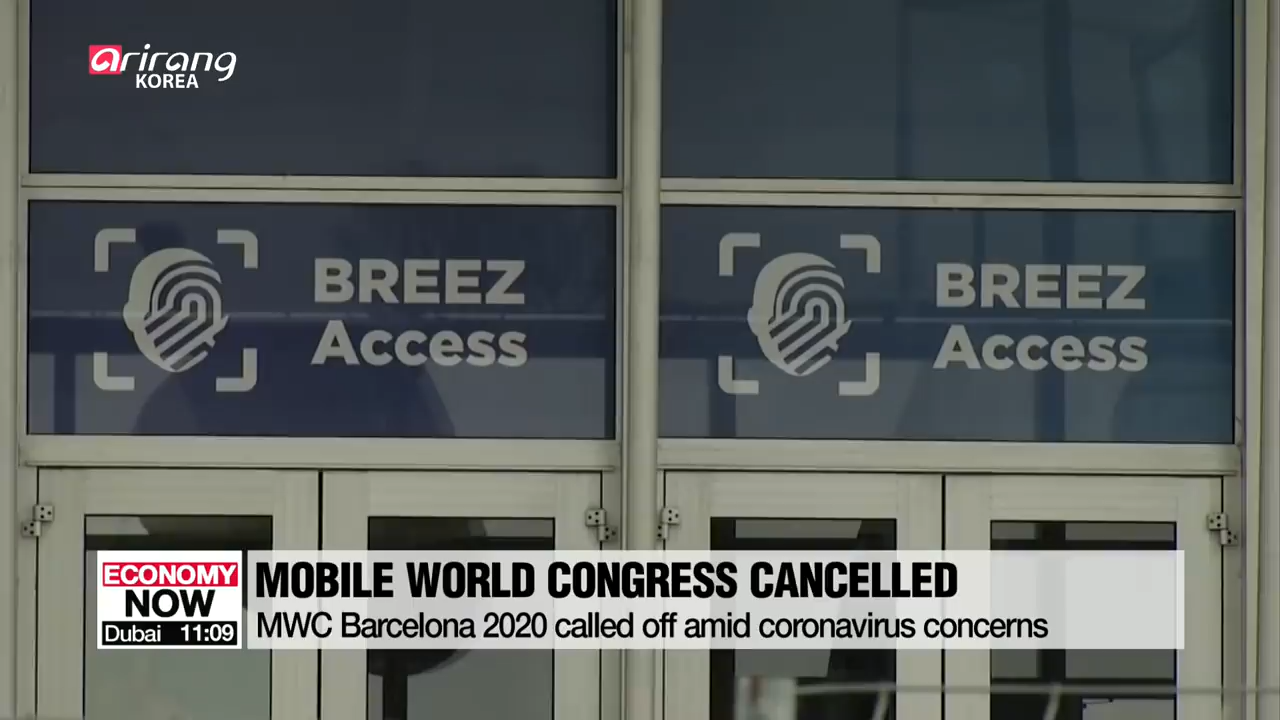 arirang
KOREA
BREEZ
Access
BREEZ
Access
ECONOMY
NOW
Dubai 11:09
MOBILE WORLD CONGRESS CANCELLED
MWC Barcelona 2020 called off amid coronavirus concerns